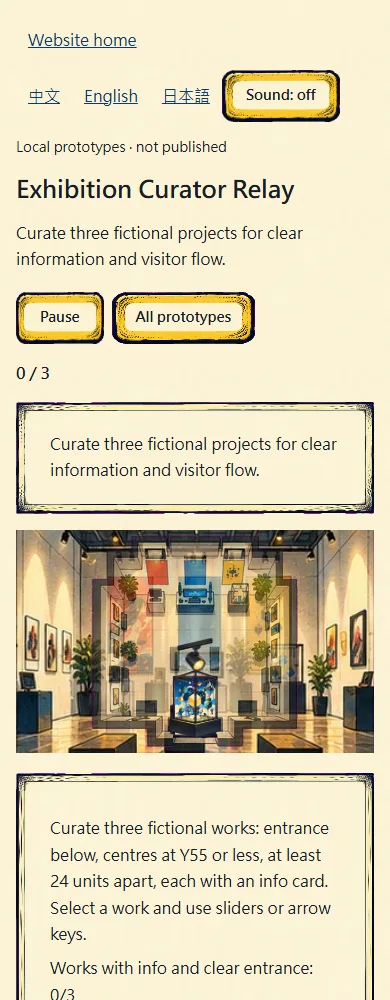 Website home
中文 English 日本語 Sound: off
Local prototypes · not published
Exhibition Curator Relay
Curate three fictional projects for clear
information and visitor flow.
Pause All prototypes
0 / 3
Curate three fictional projects for clear
information and visitor flow.
Curate three fictional works: entrance
below, centres at Y55 or less, at least
24 units apart, each with an info card.
Select a work and use sliders or arrow
keys.
Works with info and clear entrance:
0/3